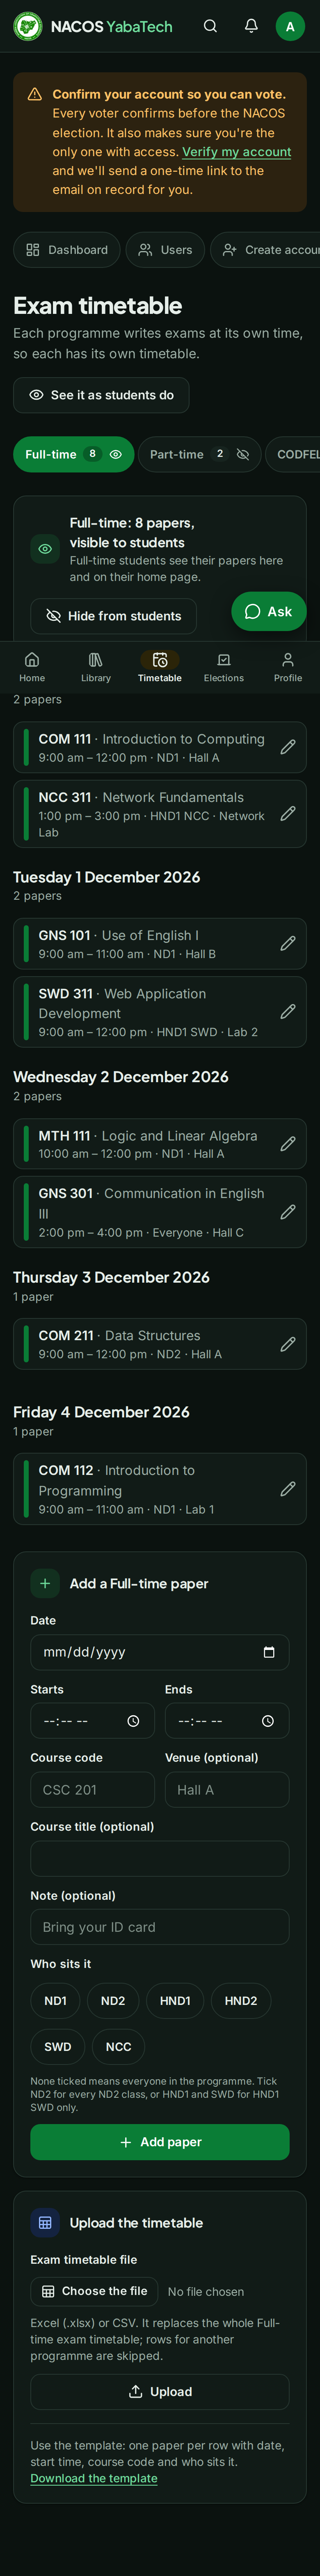 NACOS YabaTech
A
Confirm your account so you can vote.
Every voter confirms before the NACOS
election. It also makes sure you're the
only one with access. Verify my account
and we'll send a one-time link to the
email on record for you.
Dashboard
Users
Create accou
Exam timetable
Each programme writes exams at its own time,
so each has its own timetable.
See it as students do
Full-time 8
Part-time 2
CODFEL
Full-time: 8 papers,
visible to students
Full-time students see their papers here
and on their home page.
Hide from students
Ask
Home
Library
Timetable
Elections
Profile
2 papers
COM 111 · Introduction to Computing
9:00 am – 12:00 pm · ND1 · Hall A
NCC 311 · Network Fundamentals
1:00 pm – 3:00 pm · HND1 NCC · Network
Lab
Tuesday 1 December 2026
2 papers
GNS 101 · Use of English I
9:00 am – 11:00 am · ND1 · Hall B
SWD 311 · Web Application
Development
9:00 am – 12:00 pm · HND1 SWD · Lab 2
Wednesday 2 December 2026
2 papers
MTH 111 · Logic and Linear Algebra
10:00 am – 12:00 pm · ND1 · Hall A
GNS 301 · Communication in English
III
2:00 pm – 4:00 pm · Everyone · Hall C
Thursday 3 December 2026
1 paper
COM 211 · Data Structures
9:00 am – 12:00 pm · ND2 · Hall A
Friday 4 December 2026
1 paper
COM 112 · Introduction to
Programming
9:00 am – 11:00 am · ND1 · Lab 1
Add a Full-time paper
Date
mm/dd/yyyy
Starts
Ends
--:-- --
--:-- --
Course code
Venue (optional)
CSC 201
Hall A
Course title (optional)
Note (optional)
Bring your ID card
Who sits it
ND1
ND2
HND1
HND2
SWD
NCC
None ticked means everyone in the programme. Tick
ND2 for every ND2 class, or HND1 and SWD for HND1
SWD only.
Add paper
Upload the timetable
Exam timetable file
Choose the file
No file chosen
Excel (.xlsx) or CSV. It replaces the whole Full-
time exam timetable; rows for another
programme are skipped.
Upload
Use the template: one paper per row with date,
start time, course code and who sits it.
Download the template